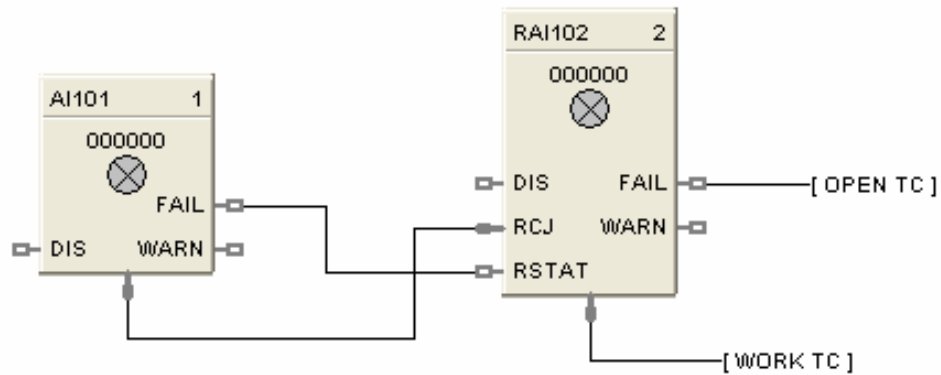 AI101 1
000000
FAIL
DIS WARN
RAI102 2
000000
DIS FAIL
RCJ WARN
RSTAT
[ OPEN TC ]
[ WORK TC ]